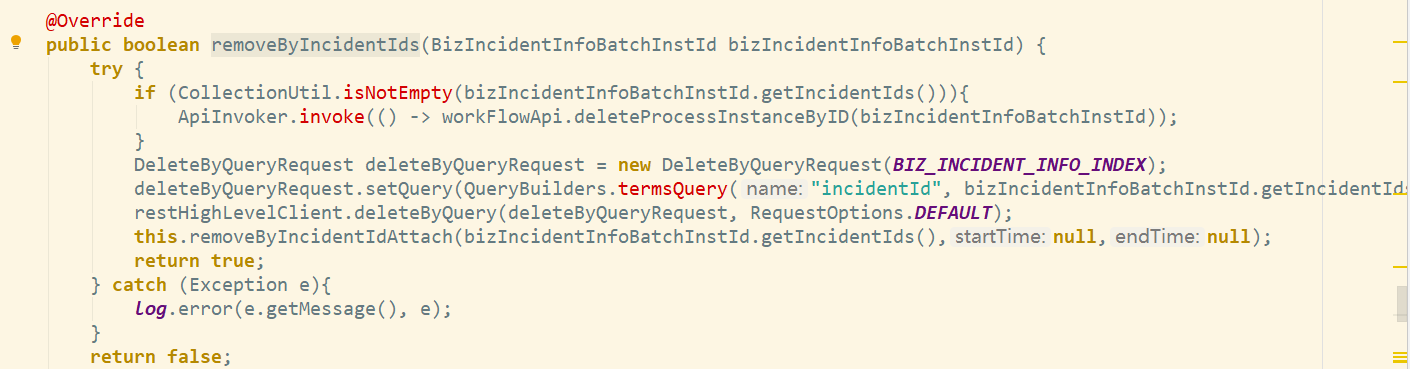 @Override
public boolean removeByIncidentIds(BizIncidentInfoBatchInstId bizIncidentInfoBatchInstId) {
try {
if (CollectionUtil.isNotEmpty(bizIncidentInfoBatchInstId.getIncidentIds())){
ApiInvoker.invoke(() -> workFlowApi.deleteProcessInstanceByID(bizIncidentInfoBatchInstId));
}
DeleteByQueryRequest deleteByQueryRequest = new DeleteByQueryRequest(BIZ_INCIDENT_INFO_INDEX);
deleteByQueryRequest.setQuery(QueryBuilders.termsQuery( name: "incidentId", bizIncidentInfoBatchInstId.getIncidentIds
restHighLevelClient.deleteByQuery(deleteByQueryRequest, RequestOptions.DEFAULT);
this.removeByIncidentIdAttach(bizIncidentInfoBatchInstId.getIncidentIds(), startTime: null, endTime: null);
return true;
} catch (Exception e){
log.error(e.getMessage(), e);
}
return false;